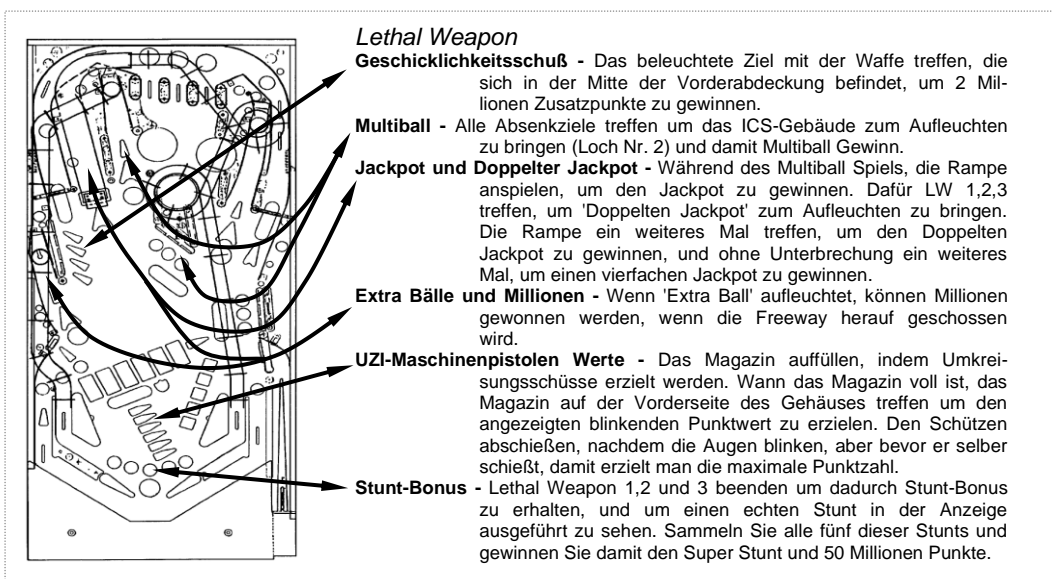 Lethal Weapon
Geschicklichkeitsschuß - Das beleuchtete Ziel mit der Waffe treffen, die
sich in der Mitte der Vorderabdeckung befindet, um 2 Mil-
lionen Zusatzpunkte zu gewinnen.
Multiball - Alle Absenkziele treffen um das ICS-Gebäude zum Aufleuchten
zu bringen (Loch Nr. 2) und damit Multiball Gewinn.
Jackpot und Doppelter Jackpot - Während des Multiball Spiels, die Rampe
anspielen, um den Jackpot zu gewinnen. Dafür LW 1,2,3
treffen, um 'Doppelten Jackpot' zum Aufleuchten zu bringen.
Die Rampe ein weiteres Mal treffen, um den Doppelten
Jackpot zu gewinnen, und ohne Unterbrechung ein weiteres
Mal, um einen vierfachen Jackpot zu gewinnen.
Extra Bälle und Millionen - Wenn 'Extra Ball' aufleuchtet, können Millionen
gewonnen werden, wenn die Freeway herauf geschossen
wird.
UZI-Maschinenpistolen Werte - Das Magazin auffüllen, indem Umkrei-
sungsschüsse erzielt werden. Wann das Magazin voll ist, das
Magazin auf der Vorderseite des Gehäuses treffen um den
angezeigten blinkenden Punktwert zu erzielen. Den Schützen
abschießen, nachdem die Augen blinken, aber bevor er selber
schießt, damit erzielt man die maximale Punktzahl.
Stunt-Bonus - Lethal Weapon 1,2 und 3 beenden um dadurch Stunt-Bonus
zu erhalten, und um einen echten Stunt in der Anzeige
ausgeführt zu sehen. Sammeln Sie alle fünf dieser Stunts und
gewinnen Sie damit den Super Stunt und 50 Millionen Punkte.